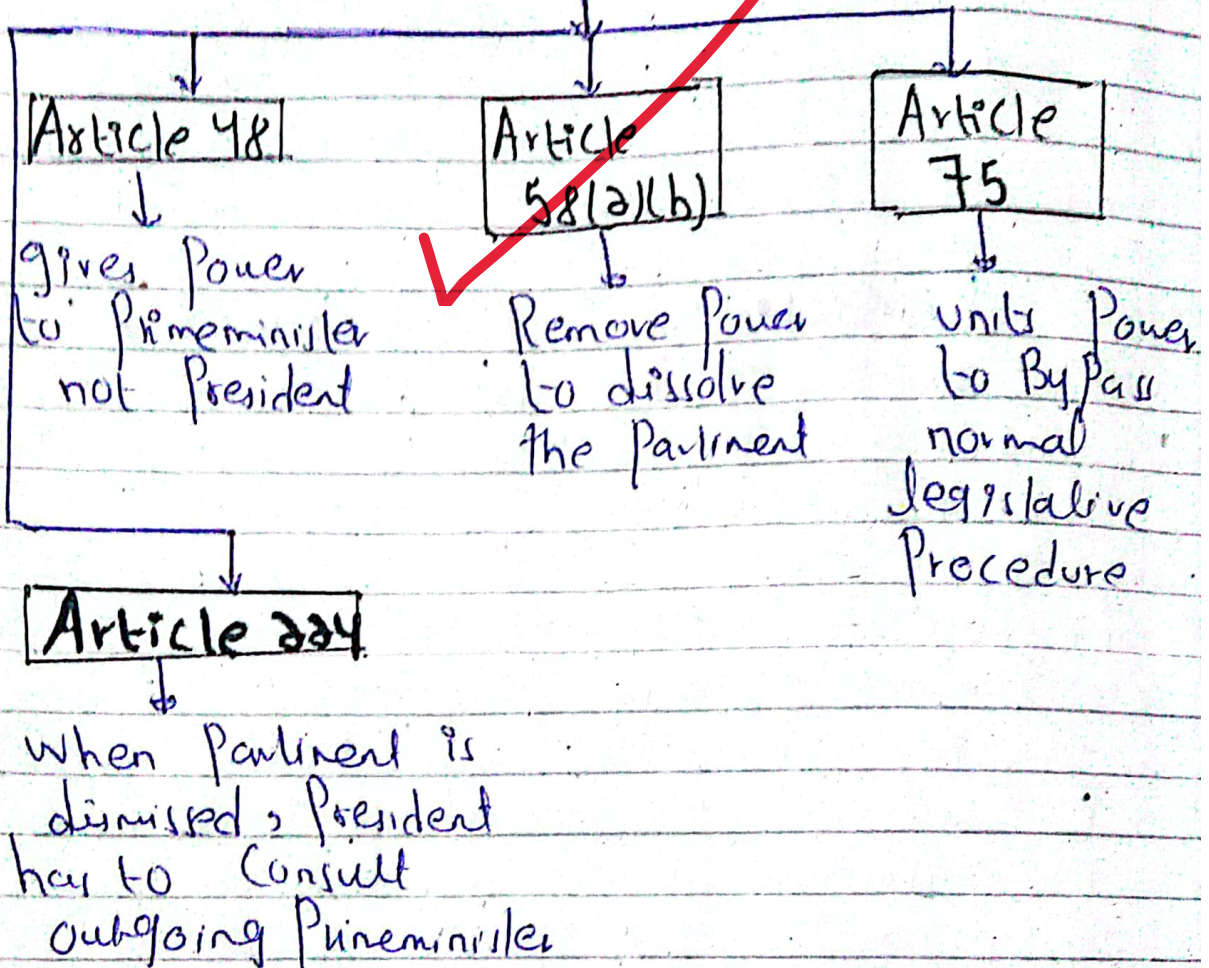 Article 48
gives Power
to Primeminister
not President
Article
58(2)(b)
Remove Power
to dissolve
the Parliment
Article
75
units Power
to By Pass
normal
legislative
Procedure
Article 224
when Parliment is
dismissed, President
has to Consult
outgoing Primeminister